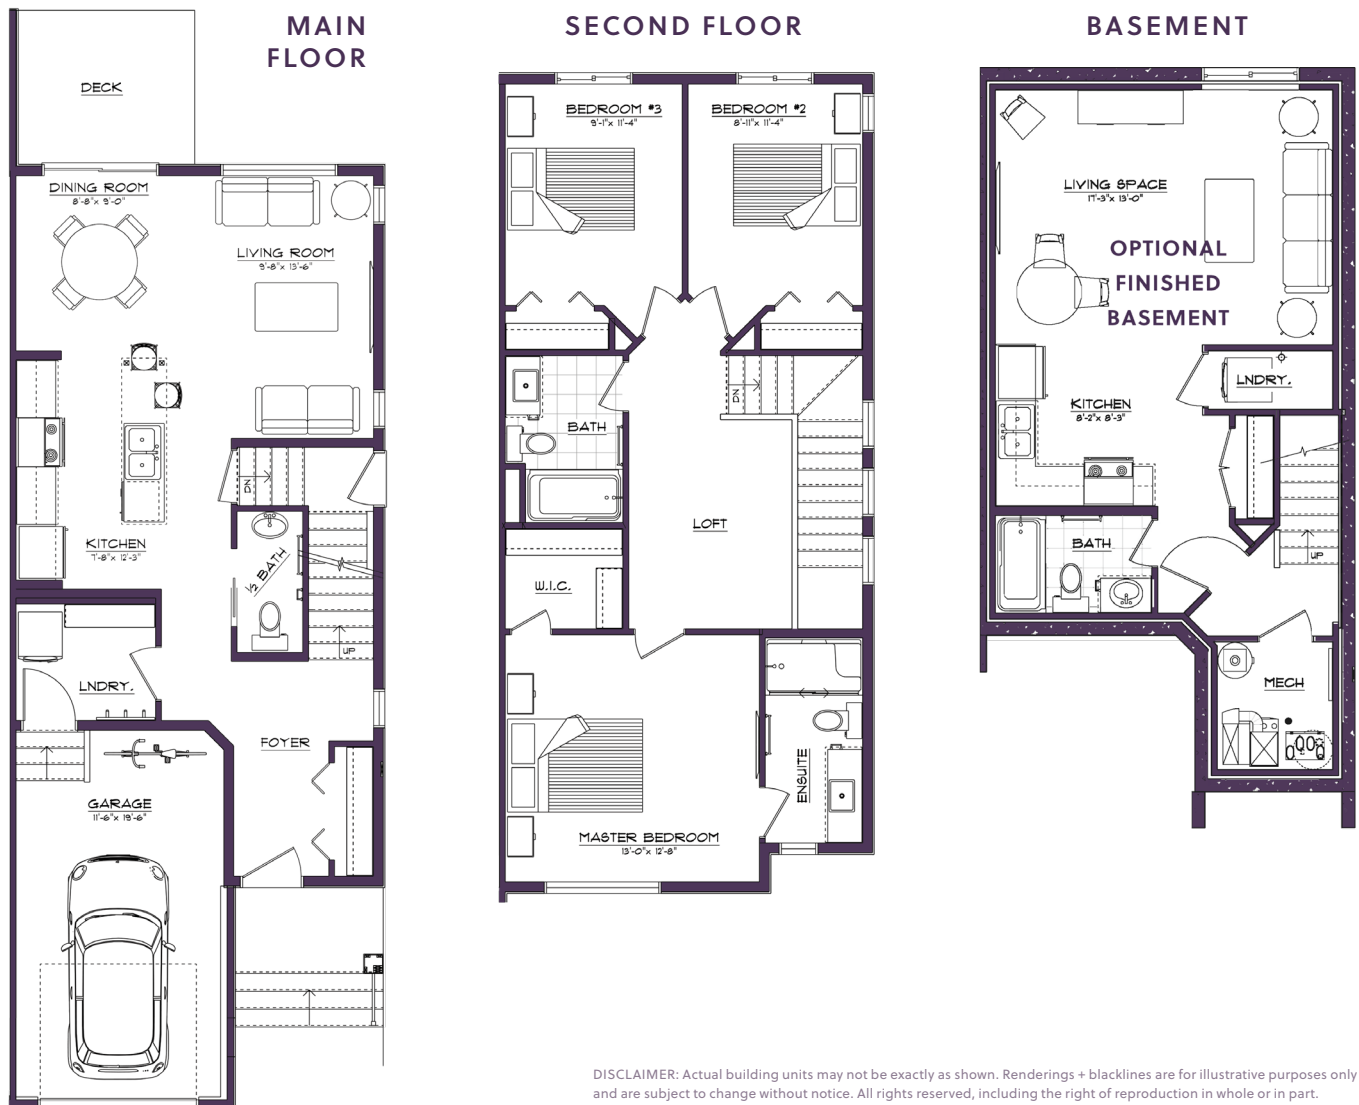 MAIN
FLOOR
DECK
DINING ROOM
8'-8"x 9'-0"
LIVING ROOM
9'-8"x 13'-6"
DN
KITCHEN
7'-8"x 12'-3"
½ BATH
UP
LNDRY.
FOYER
GARAGE
11'-6"x 19'-6"
SECOND FLOOR
BEDROOM #3
9'-1"x 11'-4"
BEDROOM #2
8'-11"x 11'-4"
DN
BATH
LOFT
W.I.C.
ENSUITE
MASTER BEDROOM
13'-0"x 12'-8"
BASEMENT
LIVING SPACE
17'-3"x 13'-0"
OPTIONAL
FINISHED
BASEMENT
LNDRY.
KITCHEN
8'-2"x 8'-3"
BATH
UP
MECH
DISCLAIMER: Actual building units may not be exactly as shown. Renderings + blacklines are for illustrative purposes only
and are subject to change without notice. All rights reserved, including the right of reproduction in whole or in part.